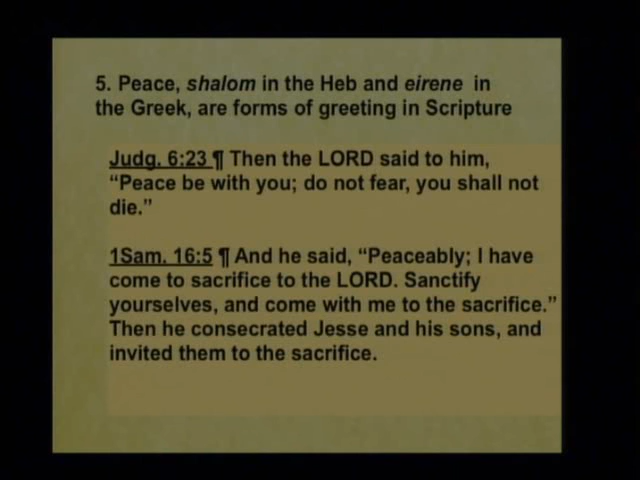 5. Peace, shalom in the Heb and eirene in
the Greek, are forms of greeting in Scripture
Judg. 6:23 ¶ Then the LORD said to him,
“Peace be with you; do not fear, you shall not
die.”
1Sam. 16:5 ¶ And he said, “Peaceably; I have
come to sacrifice to the LORD. Sanctify
yourselves, and come with me to the sacrifice.”
Then he consecrated Jesse and his sons, and
invited them to the sacrifice.